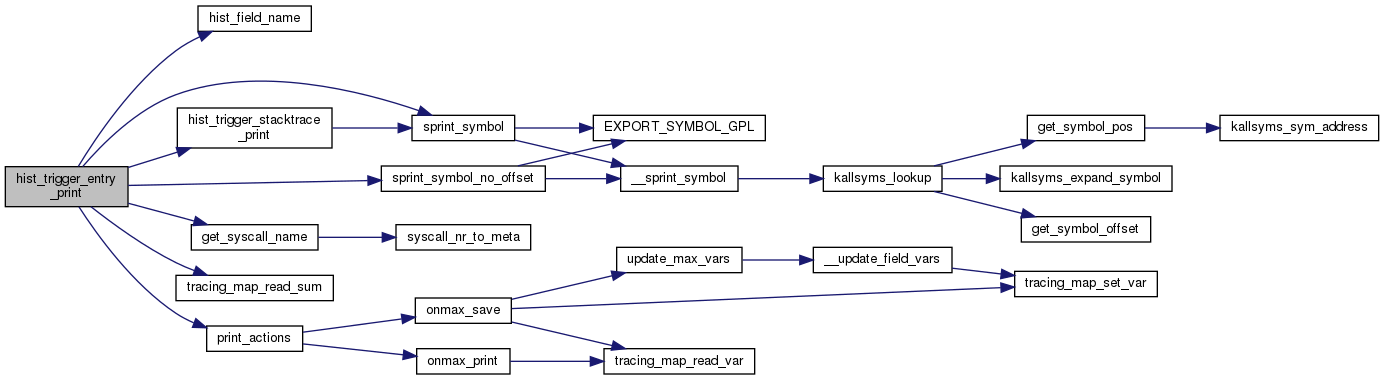 hist_field_name
hist_trigger_stacktrace
_print
sprint_symbol
EXPORT_SYMBOL_GPL
get_symbol_pos
kallsyms_sym_address
hist_trigger_entry
_print
sprint_symbol_no_offset
__sprint_symbol
kallsyms_lookup
kallsyms_expand_symbol
get_symbol_offset
get_syscall_name
syscall_nr_to_meta
update_max_vars
__update_field_vars
tracing_map_read_sum
tracing_map_set_var
onmax_save
print_actions
onmax_print
tracing_map_read_var